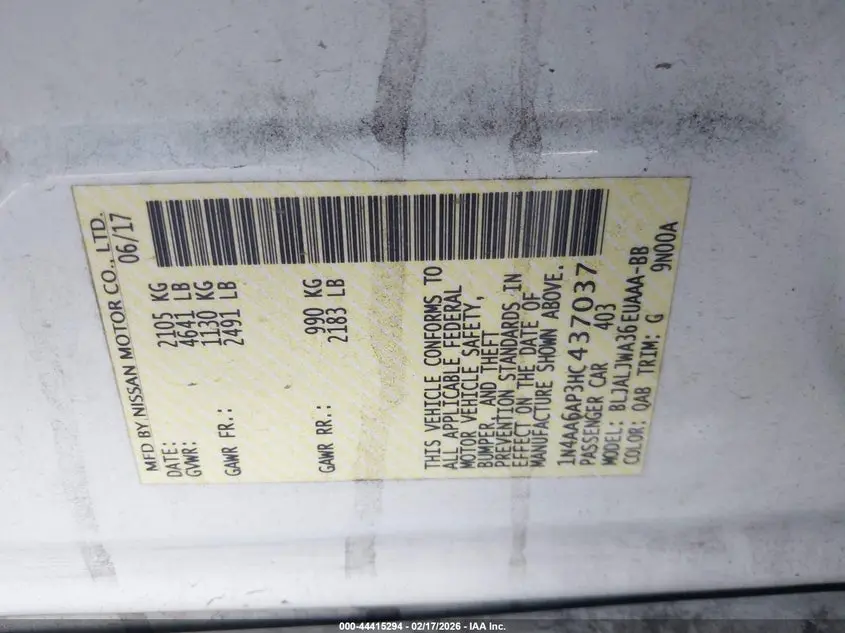 MFD BY NISSAN MOTOR CO., LTD.
DATE: 06/17
GVWR: 2105 KG
4641 LB
GAWR FR.: 1130 KG
2491 LB
GAWR RR.: 990 KG
2183 LB
THIS VEHICLE CONFORMS TO
ALL APPLICABLE FEDERAL
MOTOR VEHICLE SAFETY,
BUMPER, AND THEFT
PREVENTION STANDARDS IN
EFFECT ON THE DATE OF
MANUFACTURE SHOWN ABOVE.
1N4AA6AP3HC437037
PASSENGER CAR 403
MODEL: BLJALJWA36EUAAA-BB
COLOR: QAB TRIM: G 9N00A
000-44415294 - 02/17/2026 - IAA Inc.